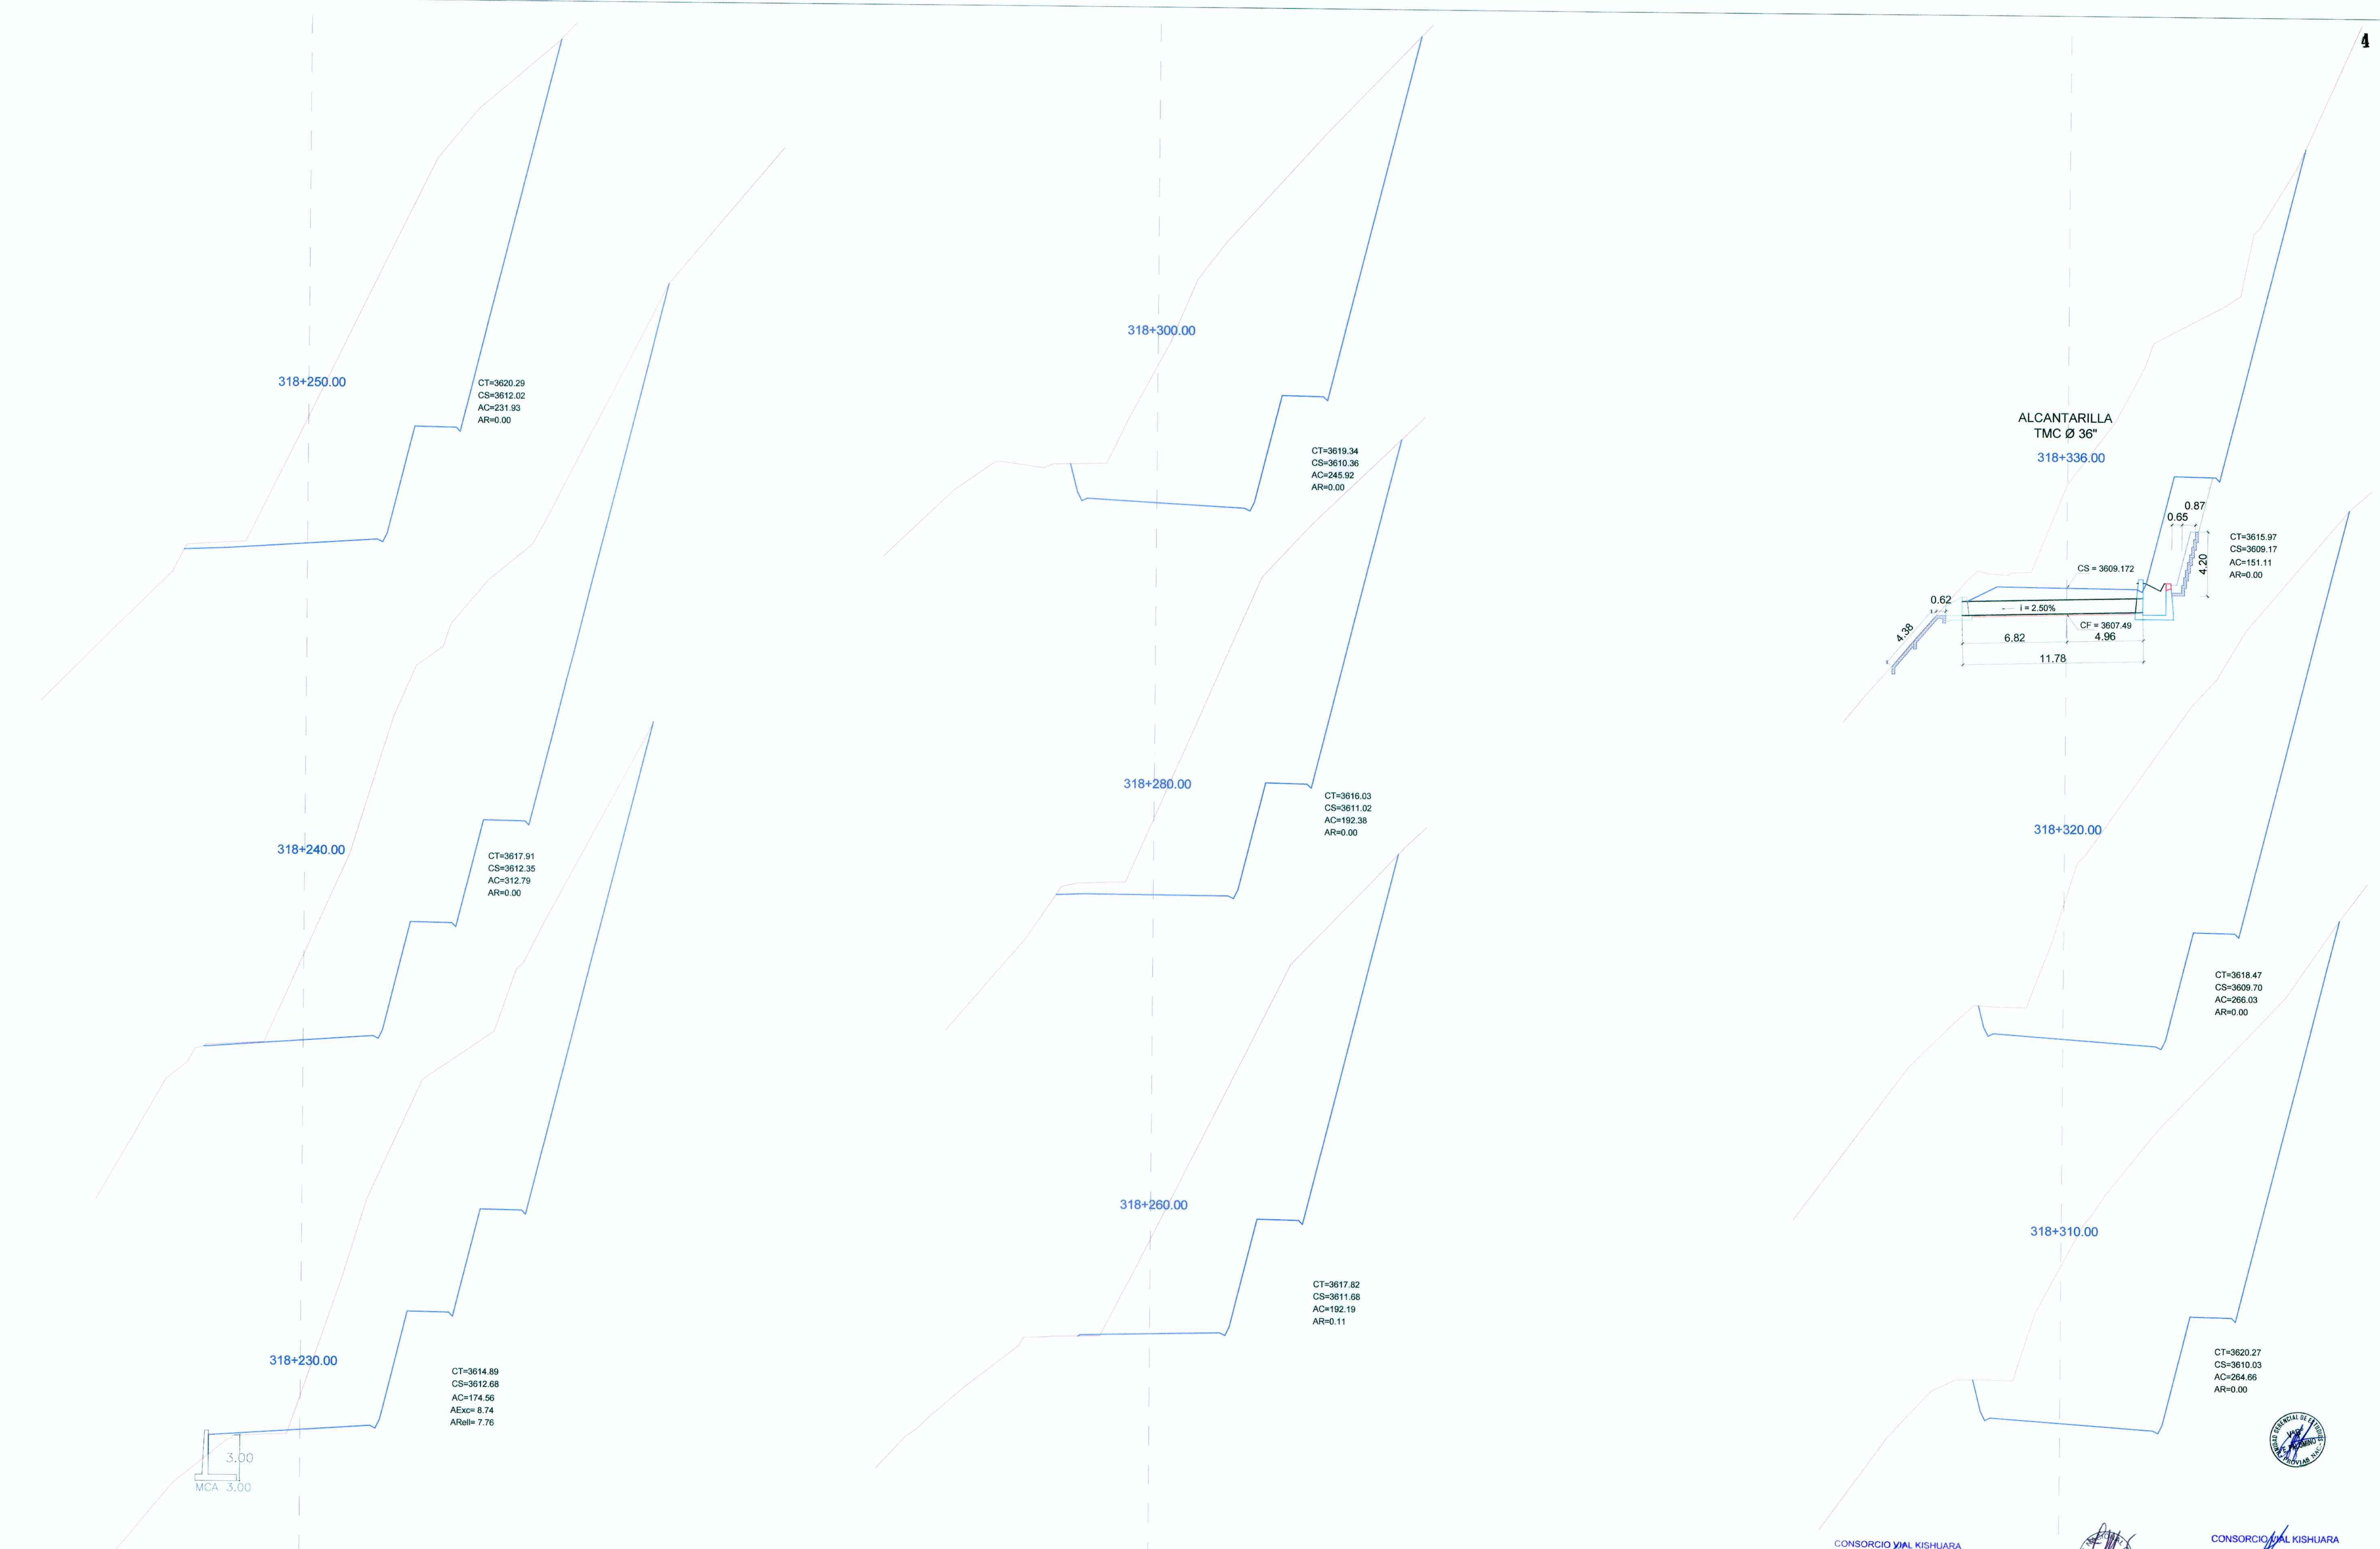 4
318+250.00
CT=3620.29
CS=3612.02
AC=231.93
AR=0.00
318+240.00
CT=3617.91
CS=3612.35
AC=312.79
AR=0.00
318+230.00
CT=3614.89
CS=3612.68
AC=174.56
AExc= 8.74
ARell= 7.76
3.00
MCA 3.00
318+300.00
CT=3619.34
CS=3610.36
AC=245.92
AR=0.00
318+280.00
CT=3616.03
CS=3611.02
AC=192.38
AR=0.00
318+260.00
CT=3617.82
CS=3611.68
AC=192.19
AR=0.11
ALCANTARILLA
TMC Ø 36"
318+336.00
0.87
0.65
4.20
CT=3615.97
CS=3609.17
AC=151.11
AR=0.00
CS = 3609.172
0.62
i = 2.50%
4.38
CF = 3607.49
6.82
4.96
11.78
318+320.00
CT=3618.47
CS=3609.70
AC=266.03
AR=0.00
318+310.00
CT=3620.27
CS=3610.03
AC=264.66
AR=0.00
UNIDAD GERENCIAL DE ESTUDIOS
PROVIAS NAC.
CONSORCIO VIAL KISHUARA
CONSORCIO VIAL KISHUARA